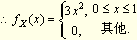 ∴ f_X(x) = { 3x², 0 ≤ x ≤ 1
0, 其他.